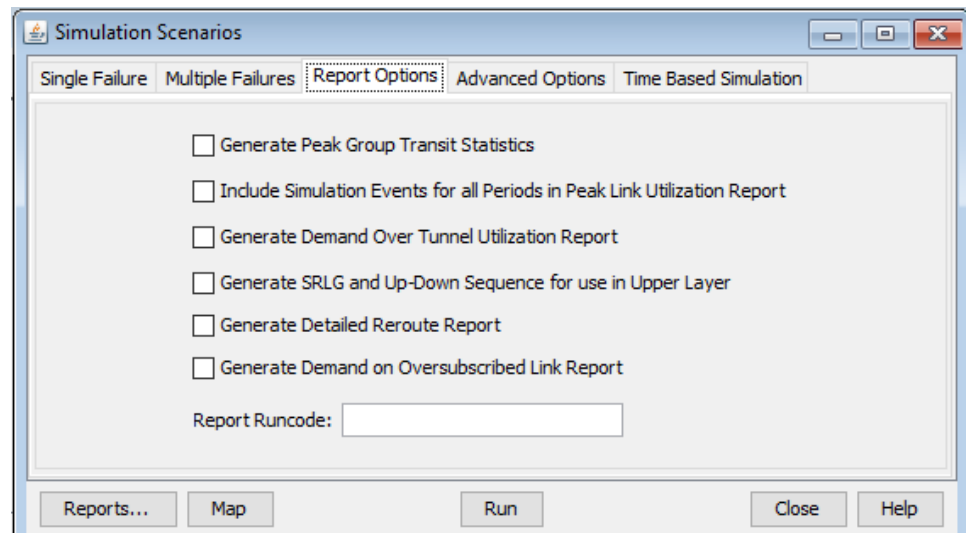 Simulation Scenarios
Single Failure Multiple Failures Report Options Advanced Options Time Based Simulation
Generate Peak Group Transit Statistics
Include Simulation Events for all Periods in Peak Link Utilization Report
Generate Demand Over Tunnel Utilization Report
Generate SRLG and Up-Down Sequence for use in Upper Layer
Generate Detailed Reroute Report
Generate Demand on Oversubscribed Link Report
Report Runcode:
Reports... Map Run Close Help